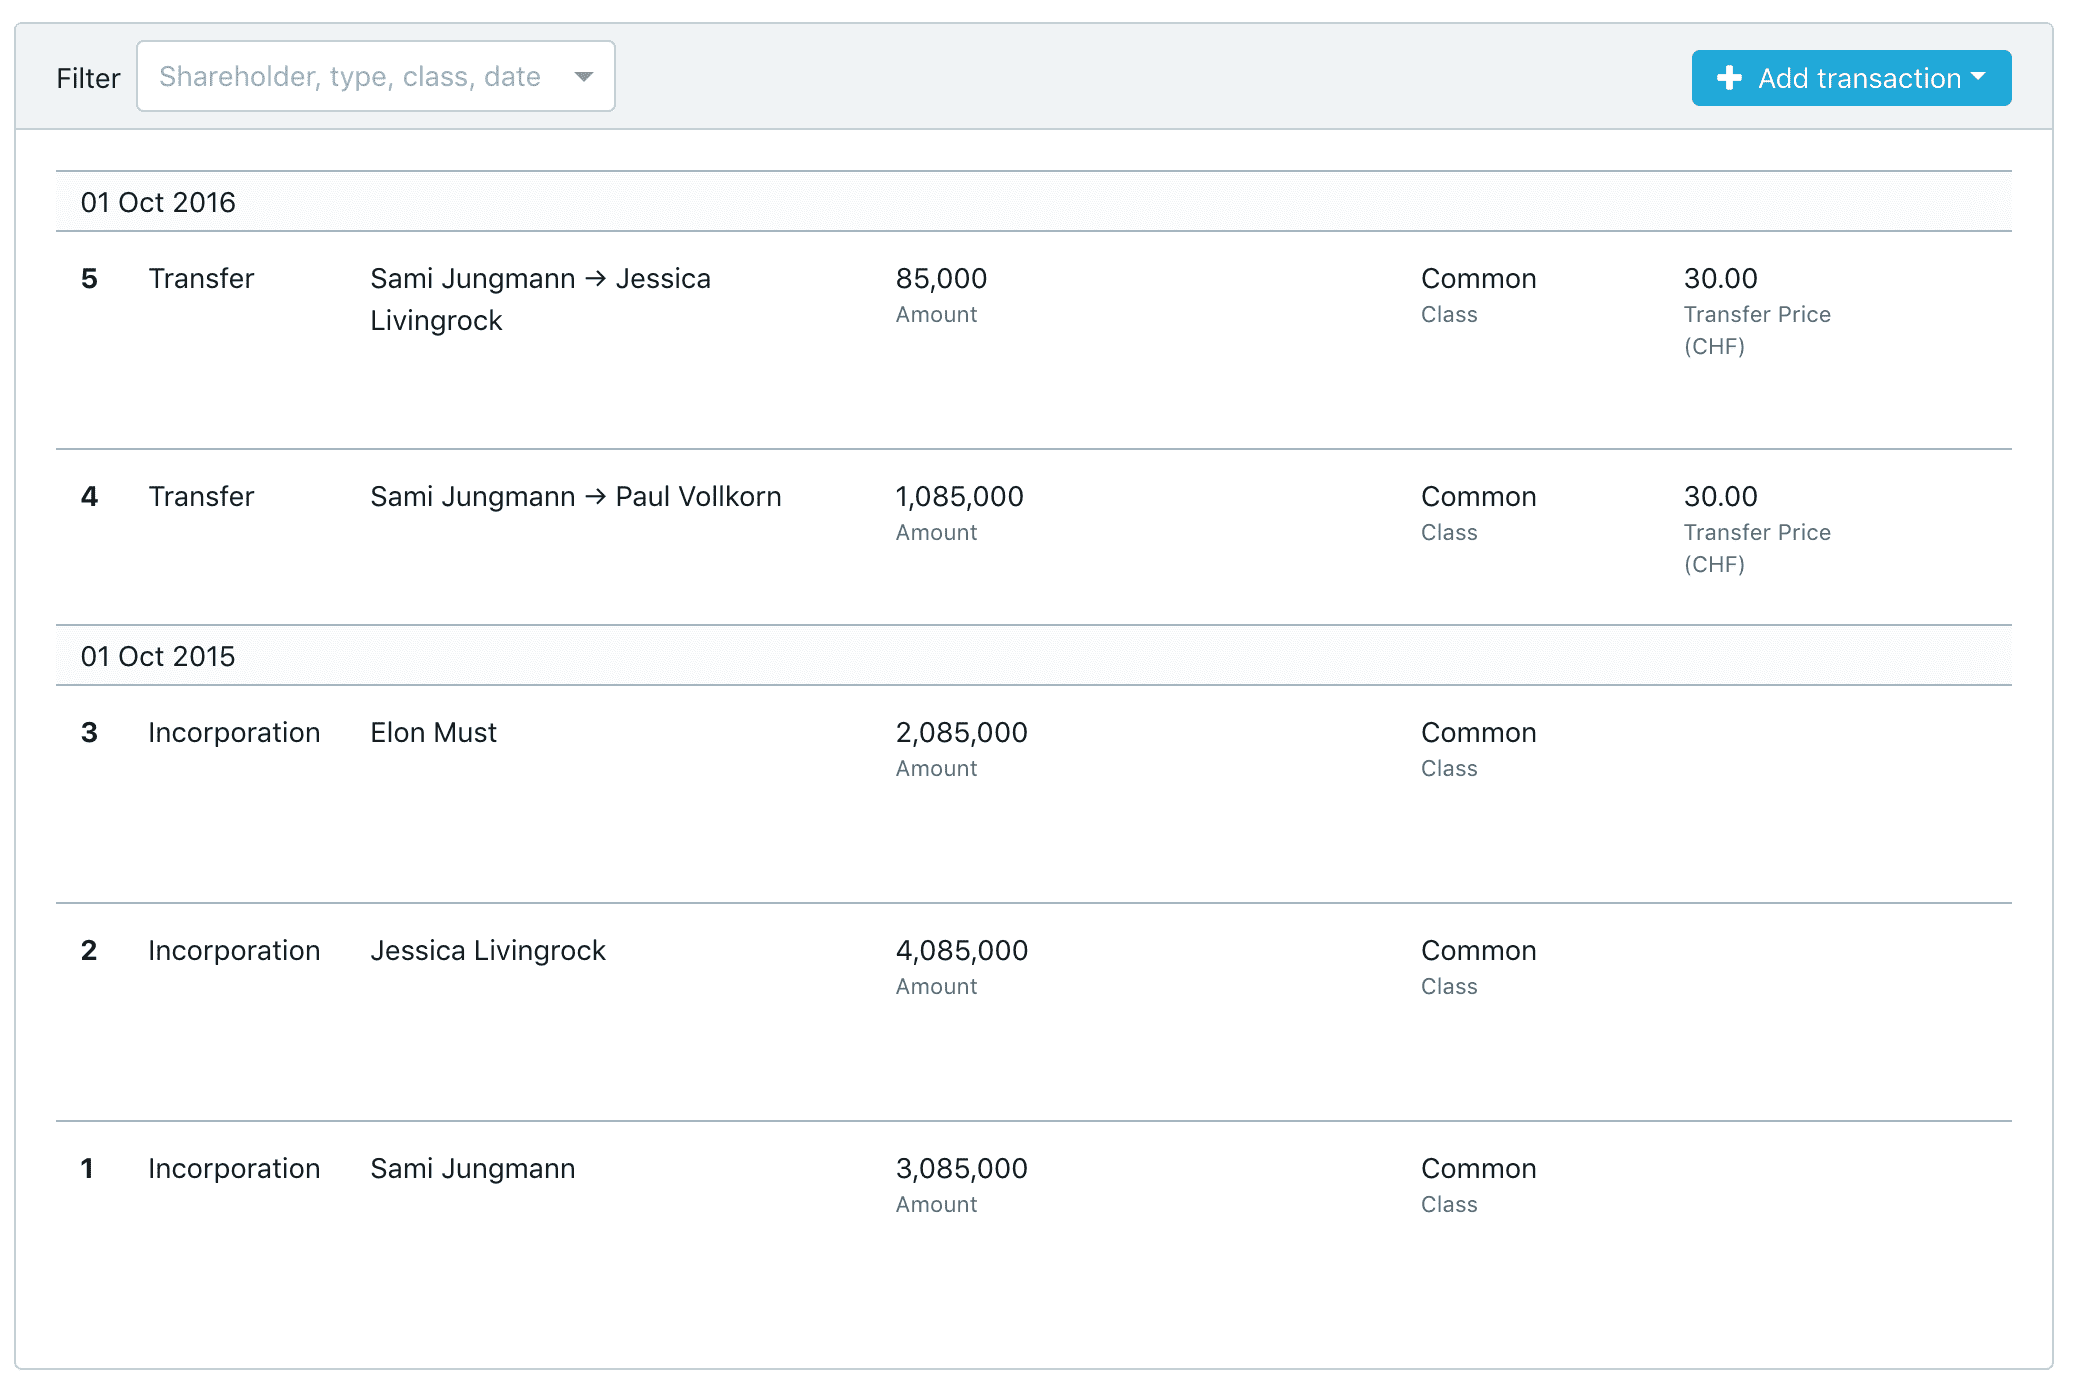 Filter Shareholder, type, class, date Add transaction
01 Oct 2016
5 Transfer Sami Jungmann → Jessica 85,000 Common 30.00
Livingrock Amount Class Transfer Price
(CHF)
4 Transfer Sami Jungmann → Paul Vollkorn 1,085,000 Common 30.00
Amount Class Transfer Price
(CHF)
01 Oct 2015
3 Incorporation Elon Must 2,085,000 Common
Amount Class
2 Incorporation Jessica Livingrock 4,085,000 Common
Amount Class
1 Incorporation Sami Jungmann 3,085,000 Common
Amount Class